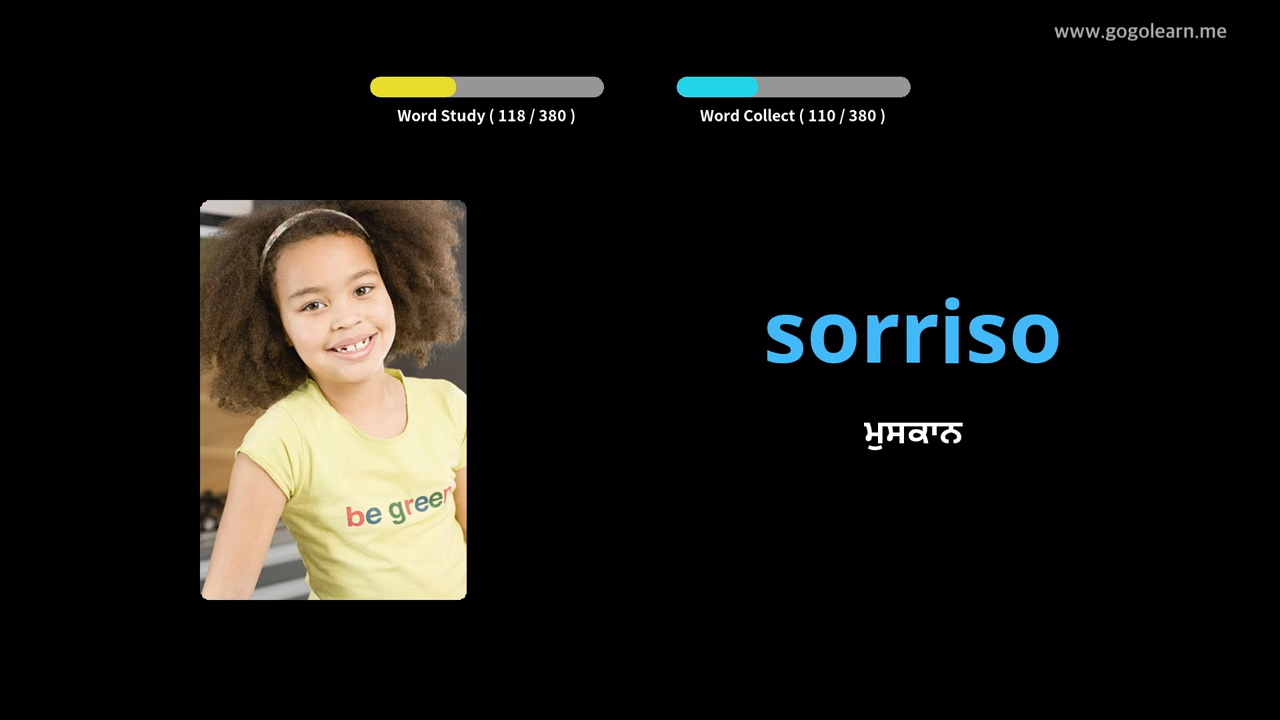 www.gogolearn.me
Word Study ( 118 / 380 )
Word Collect ( 110 / 380 )
sorriso
ਮੁਸਕਾਨ
be green